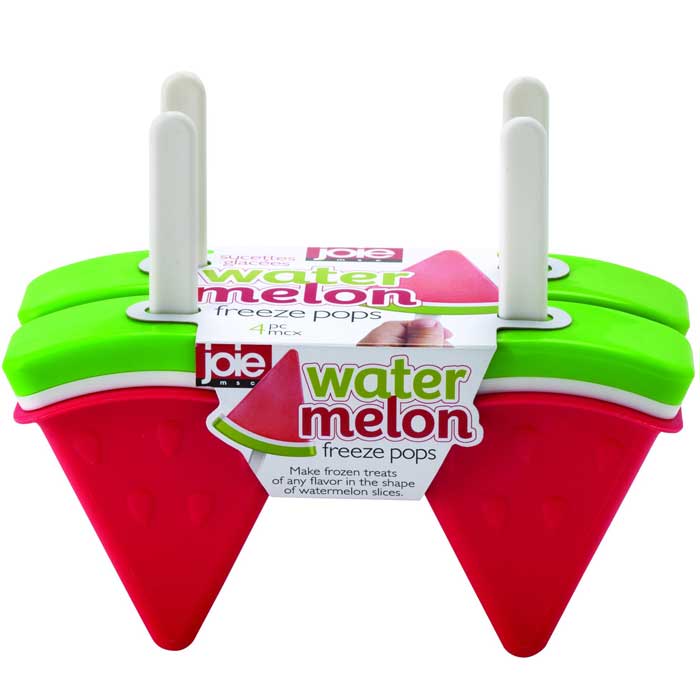 sycettes
glacées
joie
msc
water
melon
freeze pops
4 pc
mcx
joie
msc
water
melon
freeze pops
Make frozen treats
of any flavor in the shape
of watermelon slices.